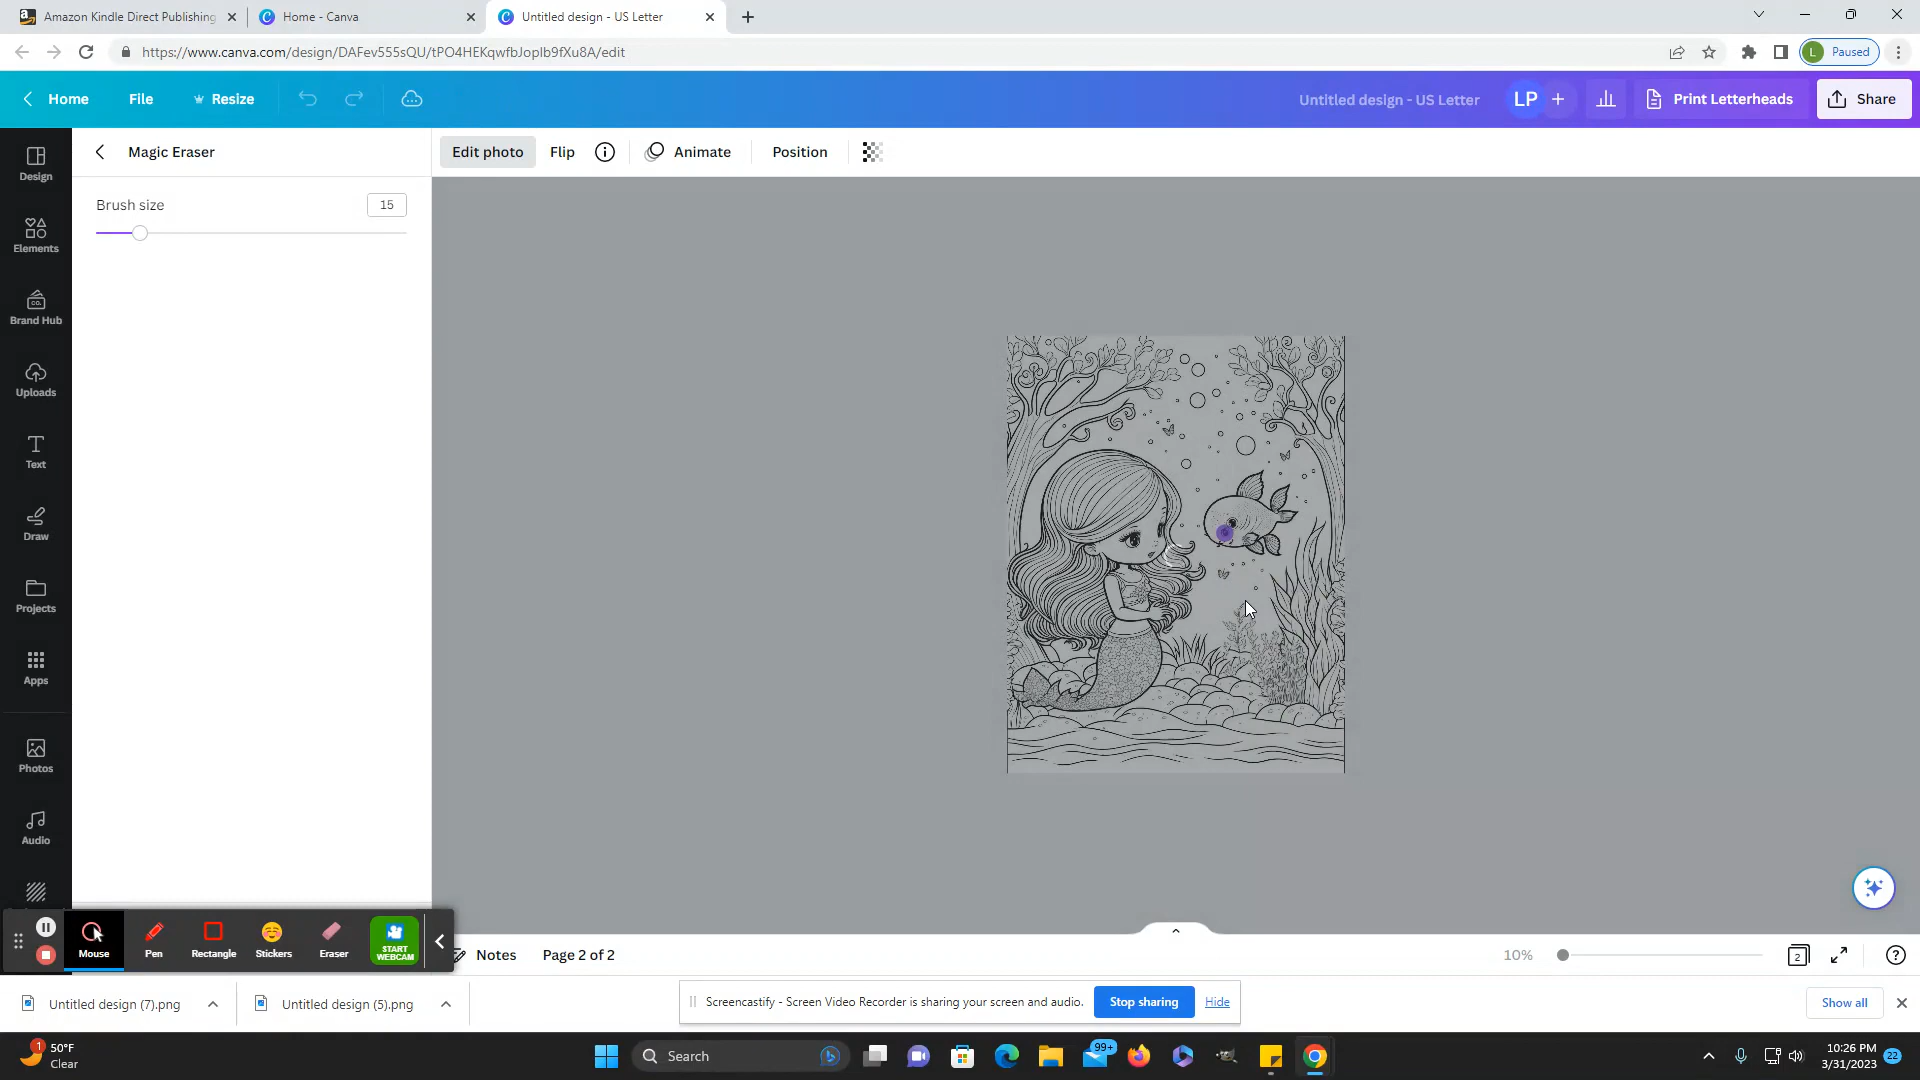 Amazon Kindle Direct Publishing
Home - Canva
Untitled design - US Letter
https://www.canva.com/design/DAFev555sQU/tPO4HEKqwfbJoplb9fXu8A/edit
L Paused
Home
File
Resize
Untitled design - US Letter
LP
Print Letterheads
Share
Design
Elements
CO.
Brand Hub
Uploads
Text
Draw
Projects
Apps
Photos
Audio
Magic Eraser
Brush size
15
Edit photo
Flip
Animate
Position
Mouse
Pen
Rectangle
Stickers
Eraser
START
WEBCAM
Notes
Page 2 of 2
10%
2
Untitled design (7).png
Untitled design (5).png
Screencastify - Screen Video Recorder is sharing your screen and audio.
Stop sharing
Hide
Show all
1
50°F
Clear
Search
99+
10:26 PM
3/31/2023
22